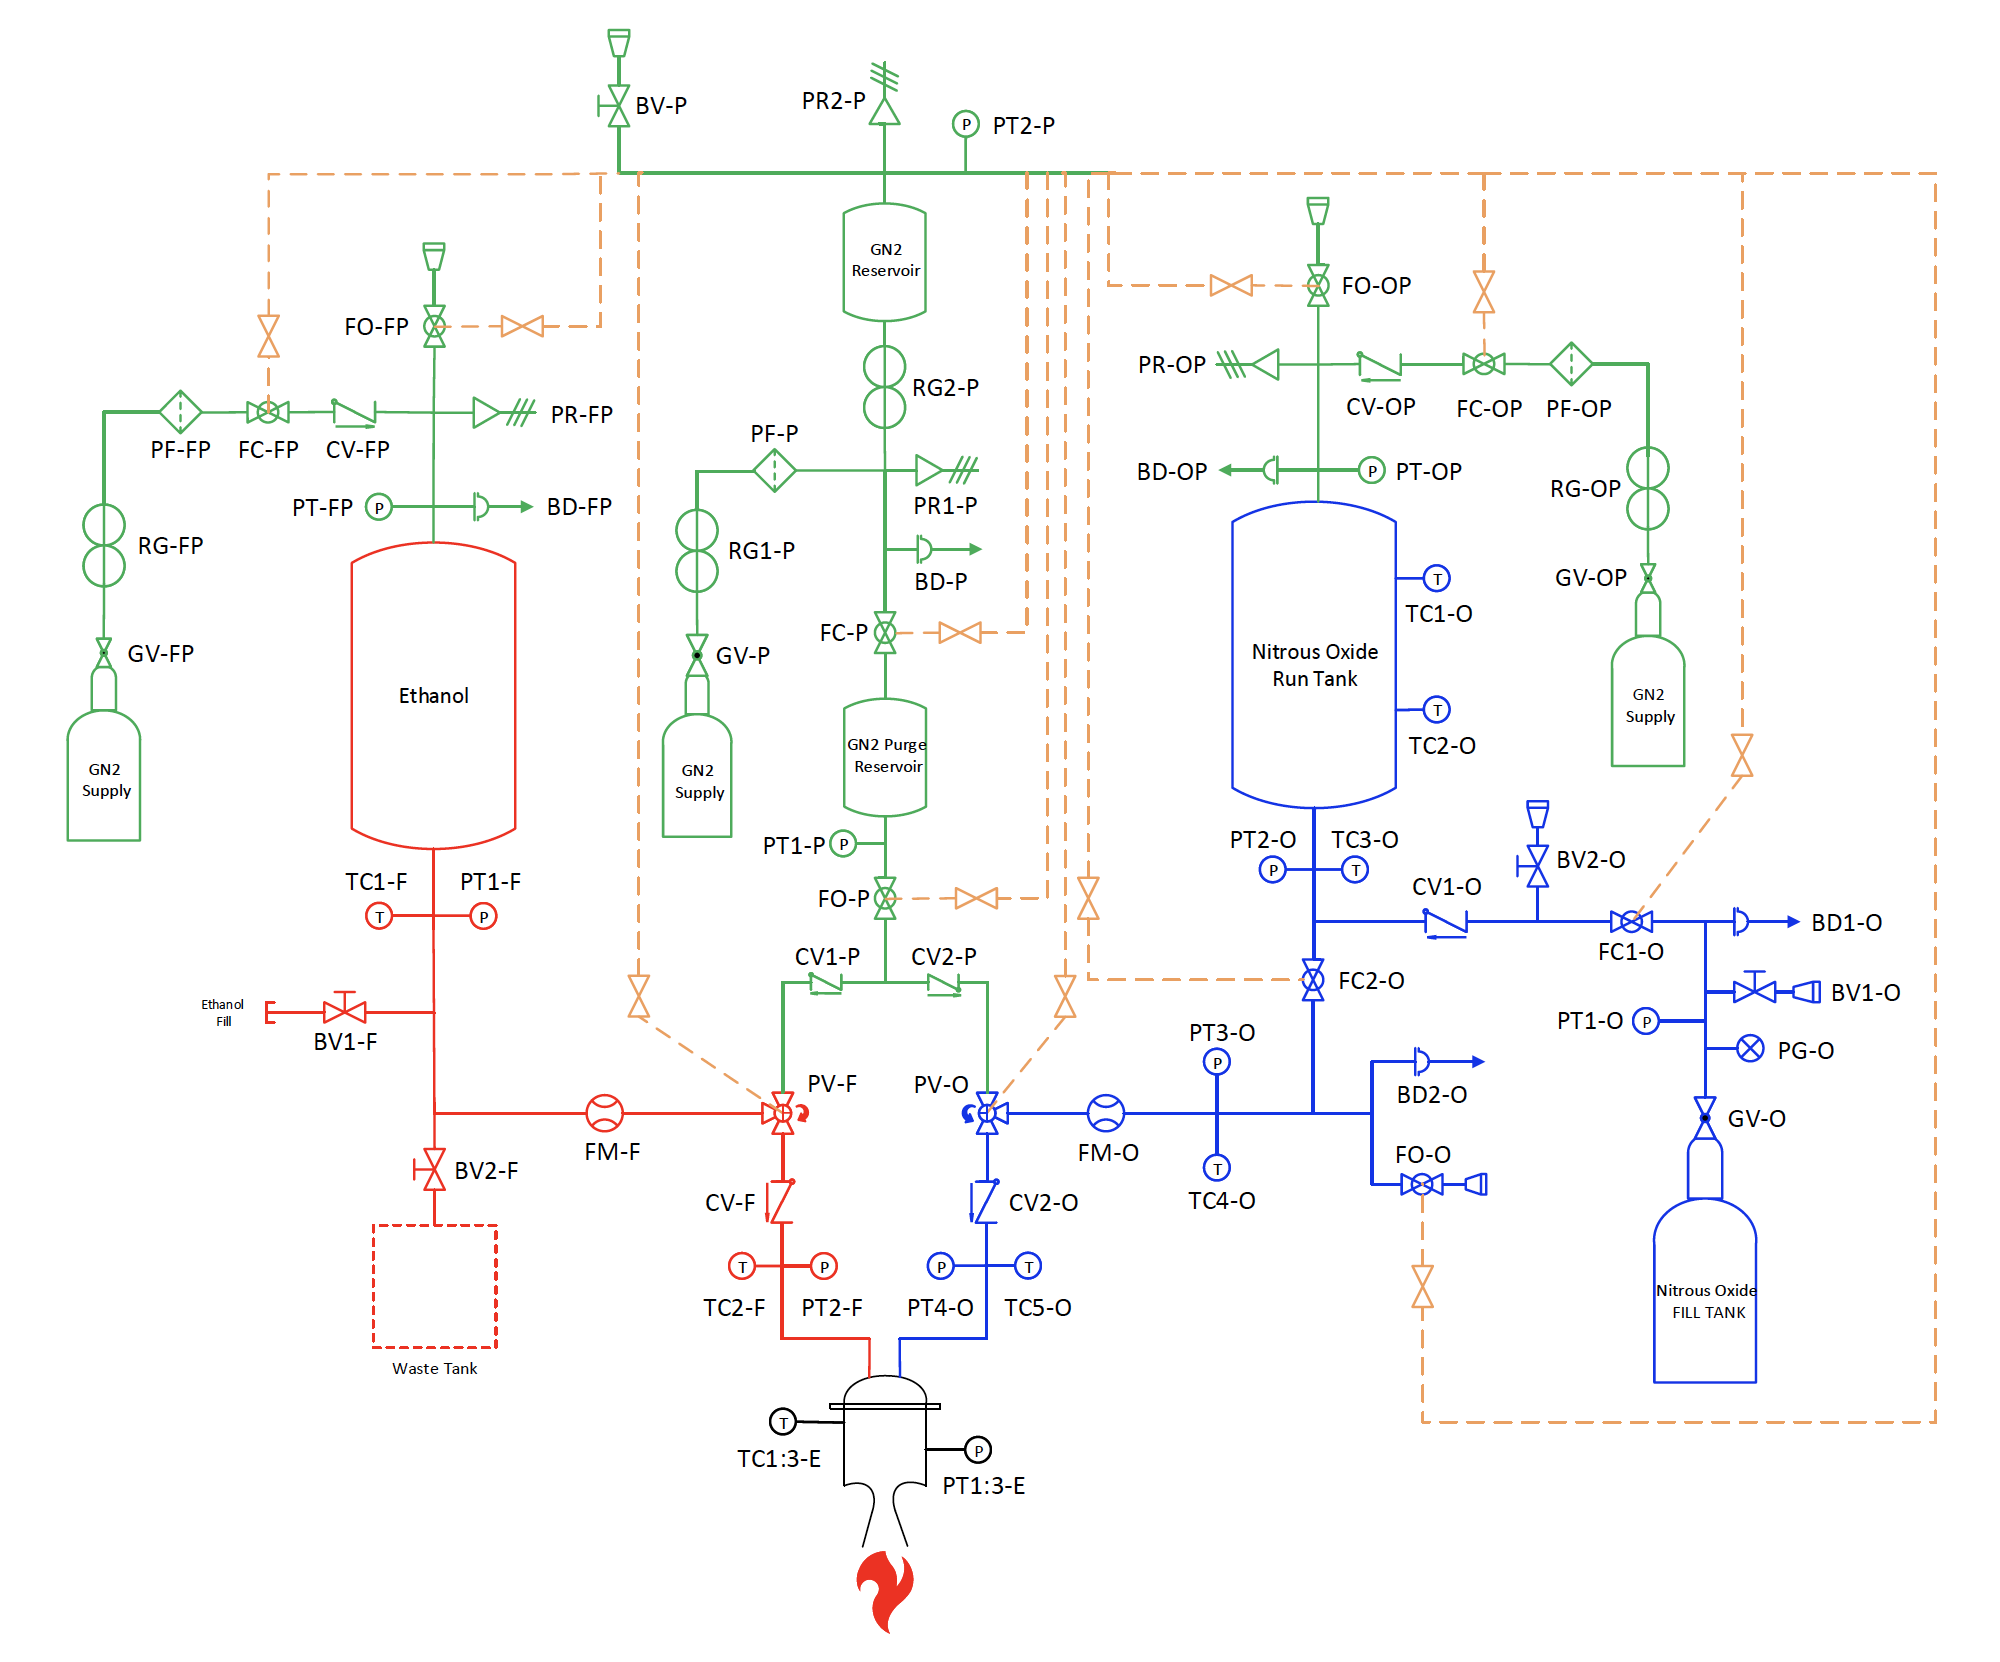 BV-P
PR2-P
P
PT2-P
GN2
Reservoir
FO-FP
FO-OP
RG2-P
PR-OP
CV-OP
FC-OP
PF-OP
PR-FP
PF-FP
FC-FP
CV-FP
PF-P
PR1-P
BD-OP
P
PT-OP
RG-OP
PT-FP
P
BD-FP
RG-FP
RG1-P
BD-P
GV-OP
T
TC1-O
FC-P
GV-FP
GV-P
Nitrous Oxide
Run Tank
Ethanol
GN2
Supply
T
TC2-O
GN2 Purge
Reservoir
GN2
Supply
GN2
Supply
PT1-P
P
PT2-O
TC3-O
P
T
BV2-O
TC1-F
PT1-F
T
P
FO-P
CV1-O
BD1-O
FC1-O
CV1-P
CV2-P
FC2-O
BV1-O
Ethanol
Fill
BV1-F
PT1-O
P
PT3-O
P
PG-O
PV-F
PV-O
BD2-O
FM-F
FM-O
GV-O
FO-O
BV2-F
T
TC4-O
CV-F
CV2-O
T
P
P
T
TC2-F
PT2-F
PT4-O
TC5-O
Nitrous Oxide
FILL TANK
Waste Tank
T
TC1:3-E
P
PT1:3-E